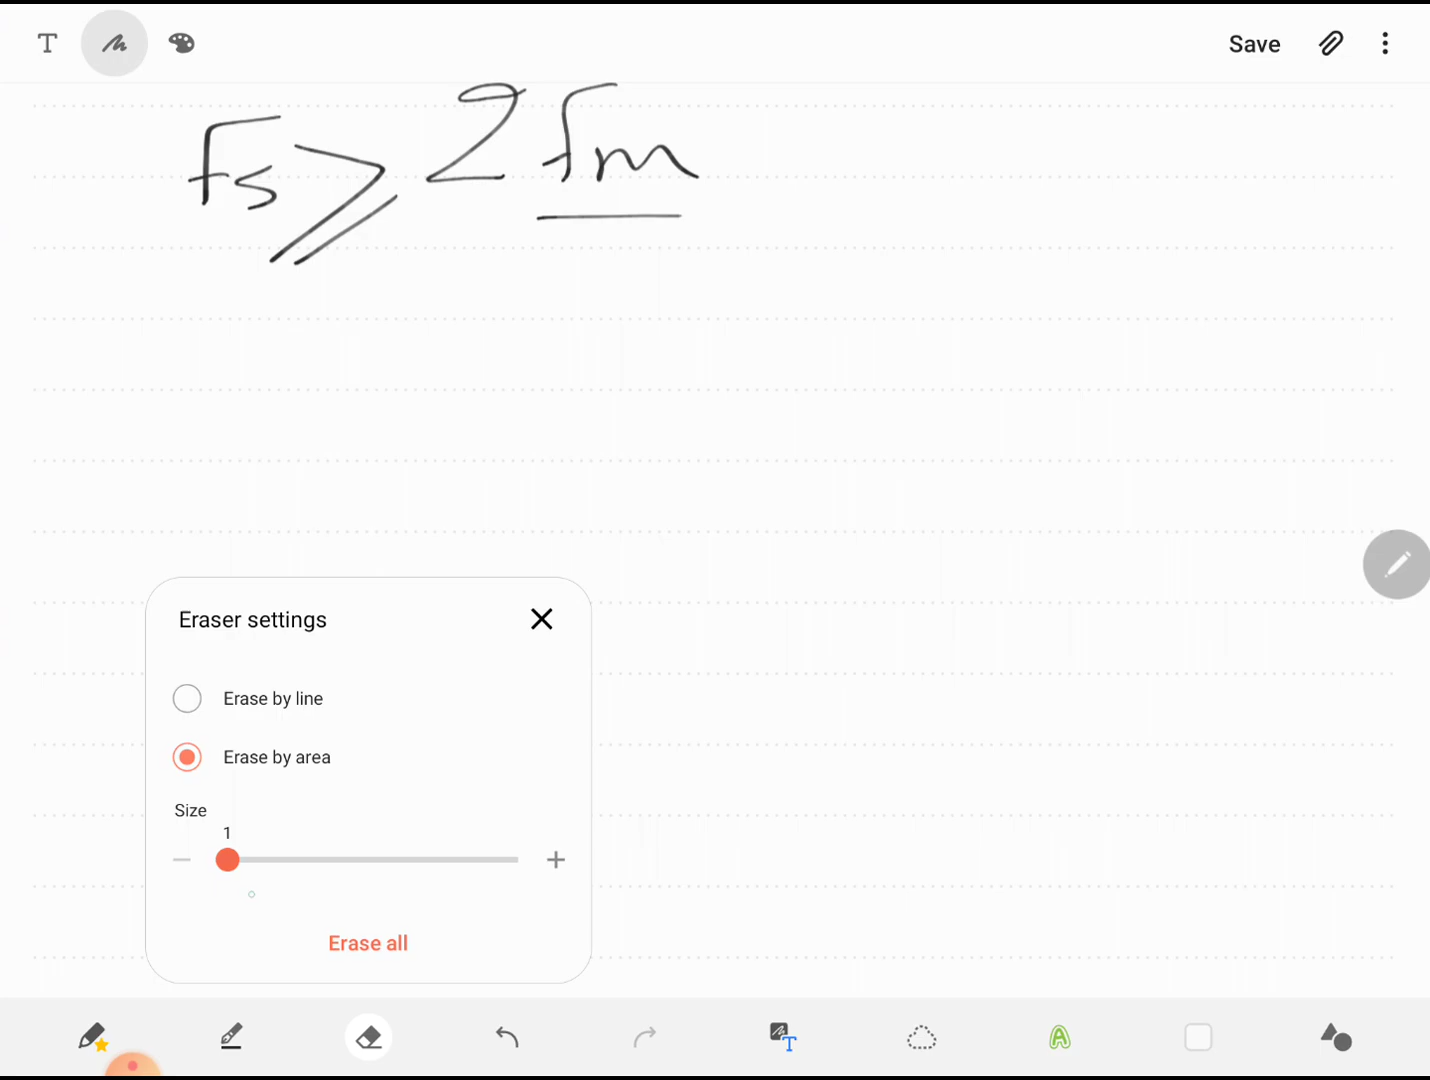 T Save
fs ≥ 2 fm
Eraser settings
Erase by line
Erase by area
Size
1
− +
Erase all
T A